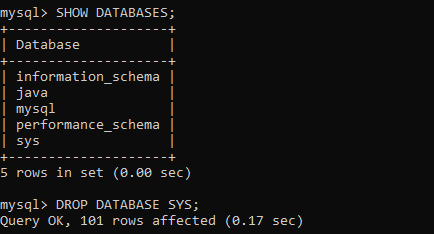 mysql> SHOW DATABASES;
+--------------------+
| Database           |
+--------------------+
| information_schema |
| java               |
| mysql              |
| performance_schema |
| sys                |
+--------------------+
5 rows in set (0.00 sec)

mysql> DROP DATABASE SYS;
Query OK, 101 rows affected (0.17 sec)